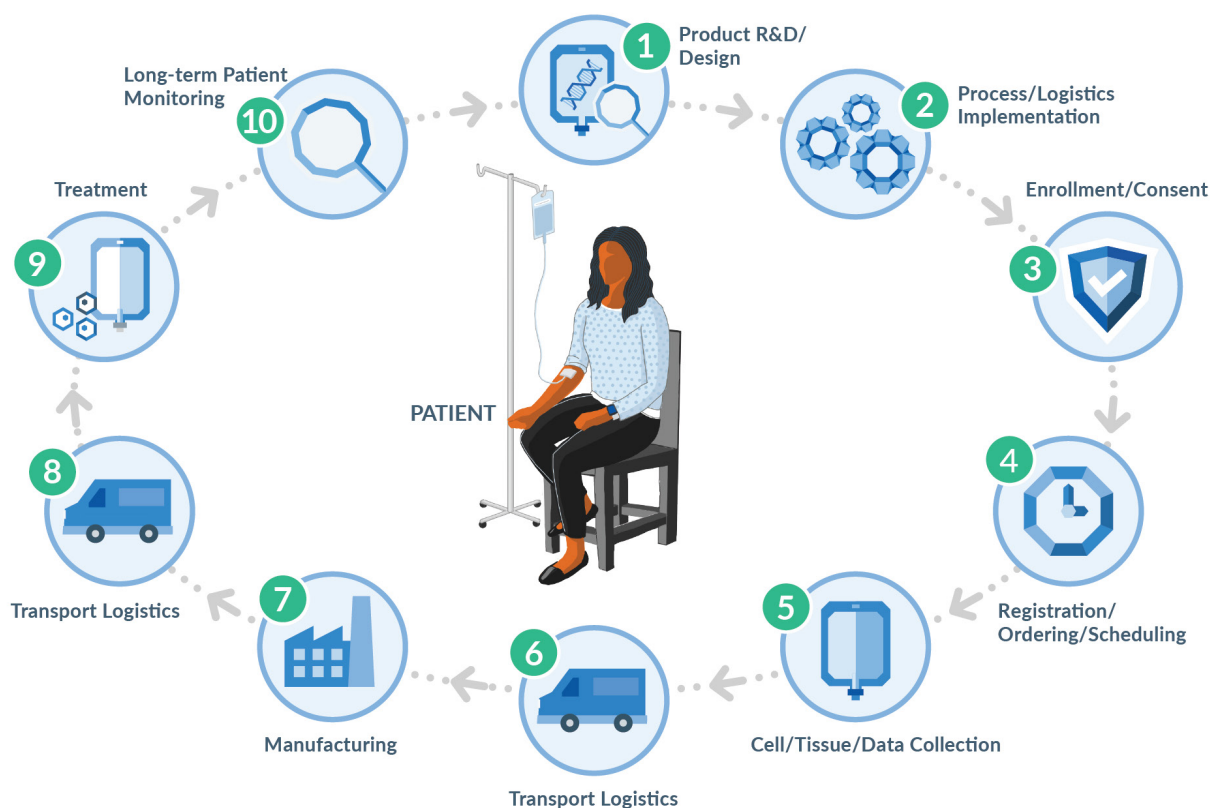 1
Product R&D/
Design
2
Process/Logistics
Implementation
Enrollment/Consent
3
4
Registration/
Ordering/Scheduling
5
Cell/Tissue/Data Collection
6
Transport Logistics
7
Manufacturing
8
Transport Logistics
Treatment
9
Long-term Patient
Monitoring
10
PATIENT